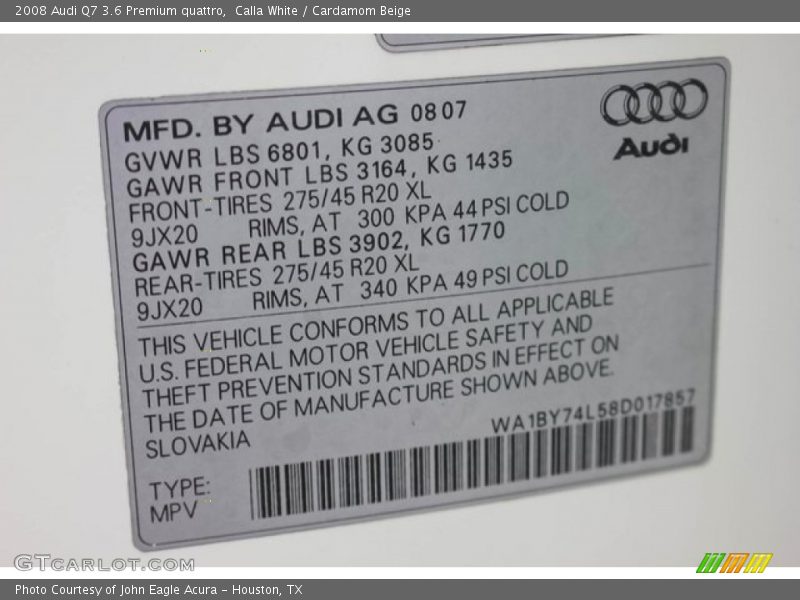 2008 Audi Q7 3.6 Premium quattro,  Calla White / Cardamom Beige
MFD. BY AUDI AG 0807
GVWR LBS 6801, KG 3085
GAWR FRONT LBS 3164, KG 1435
FRONT-TIRES 275/45 R20 XL
9JX20 RIMS, AT 300 KPA 44 PSI COLD
GAWR REAR LBS 3902, KG 1770
REAR-TIRES 275/45 R20 XL
9JX20 RIMS, AT 340 KPA 49 PSI COLD
Audi
THIS VEHICLE CONFORMS TO ALL APPLICABLE
U.S. FEDERAL MOTOR VEHICLE SAFETY AND
THEFT PREVENTION STANDARDS IN EFFECT ON
THE DATE OF MANUFACTURE SHOWN ABOVE.
SLOVAKIA
WA1BY74L58D017857
TYPE:
MPV
GTCARLOT.COM
Photo Courtesy of John Eagle Acura - Houston, TX